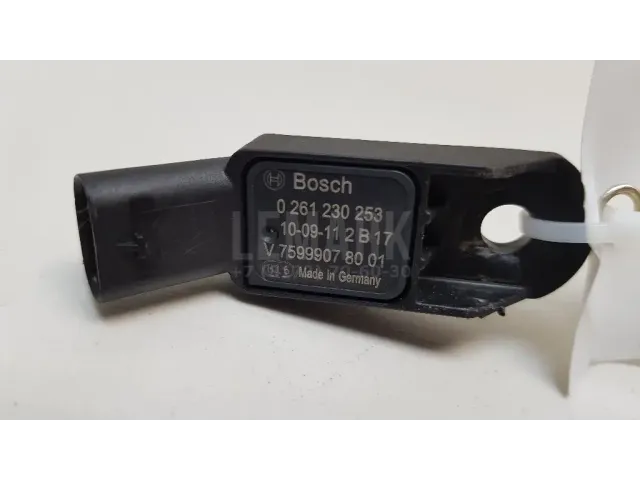 Bosch
0 261 230 253
10-09-11 2 B 17
V 7599907 80 01
Made in Germany